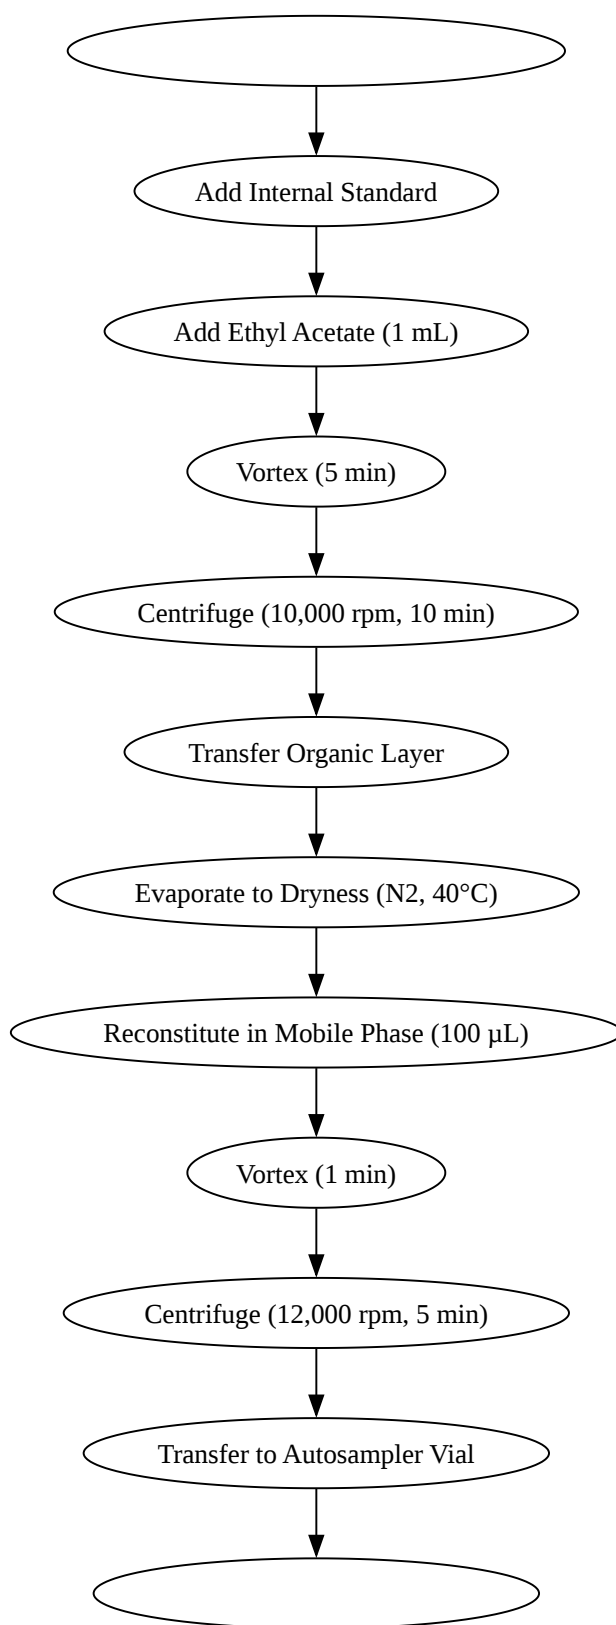 Add Internal Standard
Add Ethyl Acetate (1 mL)
Vortex (5 min)
Centrifuge (10,000 rpm, 10 min)
Transfer Organic Layer
Evaporate to Dryness (N2, 40°C)
Reconstitute in Mobile Phase (100 µL)
Vortex (1 min)
Centrifuge (12,000 rpm, 5 min)
Transfer to Autosampler Vial